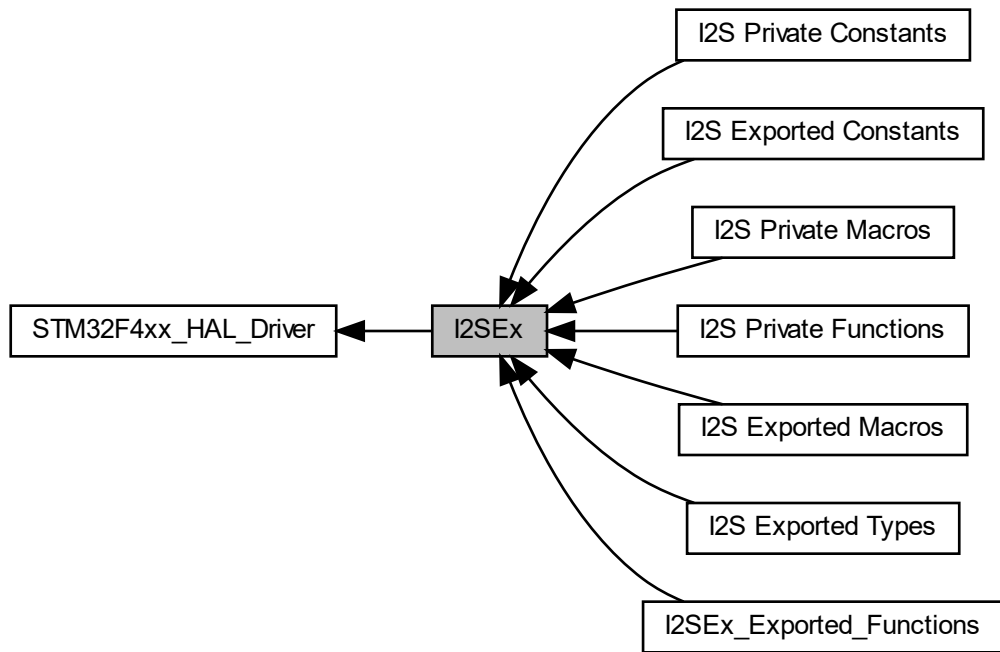 I2S Private Constants
I2S Exported Constants
I2S Private Macros
STM32F4xx_HAL_Driver
I2SEx
I2S Private Functions
I2S Exported Macros
I2S Exported Types
I2SEx_Exported_Functions